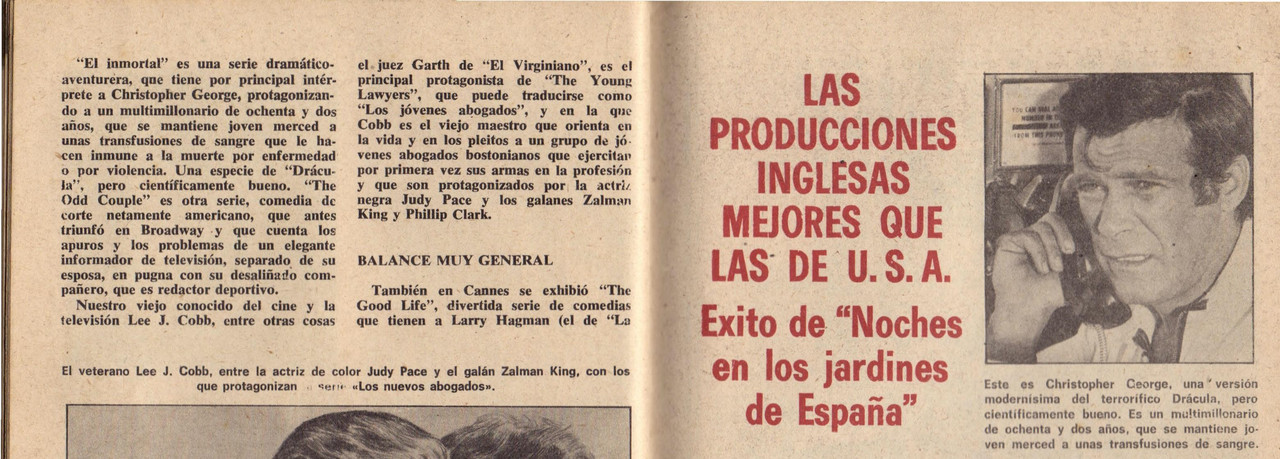 “El inmortal” es una serie dramático-
aventurera, que tiene por principal intér-
prete a Christopher George, protagonizan-
do a un multimillonario de ochenta y dos
años, que se mantiene joven merced a
unas transfusiones de sangre que le ha-
cen inmune a la muerte por enfermedad
o por violencia. Una especie de “Drácu-
la”, pero científicamente bueno. “The
Odd Couple” es otra serie, comedia de
corte netamente americano, que antes
triunfó en Broadway y que cuenta los
apuros y los problemas de un elegante
informador de televisión, separado de su
esposa, en pugna con su desaliñado com-
pañero, que es redactor deportivo.
Nuestro viejo conocido del cine y la
televisión Lee J. Cobb, entre otras cosas
el juez Garth de “El Virginiano”, es el
principal protagonista de “The Young
Lawyers”, que puede traducirse como
“Los jóvenes abogados”, y en la que
Cobb es el viejo maestro que orienta en
la vida y en los pleitos a un grupo de jó-
venes abogados bostonianos que ejercitan
por primera vez sus armas en la profesión
y que son protagonizados por la actriz
negra Judy Pace y los galanes Zalman
King y Phillip Clark.
BALANCE MUY GENERAL
También en Cannes se exhibió “The
Good Life”, divertida serie de comedias
que tienen a Larry Hagman (el de “La
El veterano Lee J. Cobb, entre la actriz de color Judy Pace y el galán Zalman King, con los
que protagonizan serie «Los nuevos abogados».
LAS
PRODUCCIONES
INGLESAS
MEJORES QUE
LAS DE U. S. A.
Exito de “Noches
en los jardines
de España”
YOU CAN DIAL
Este es Christopher George, una versión
modernísima del terrorífico Drácula, pero
científicamente bueno. Es un multimillonario
de ochenta y dos años, que se mantiene jo-
ven merced a unas transfusiones de sangre.